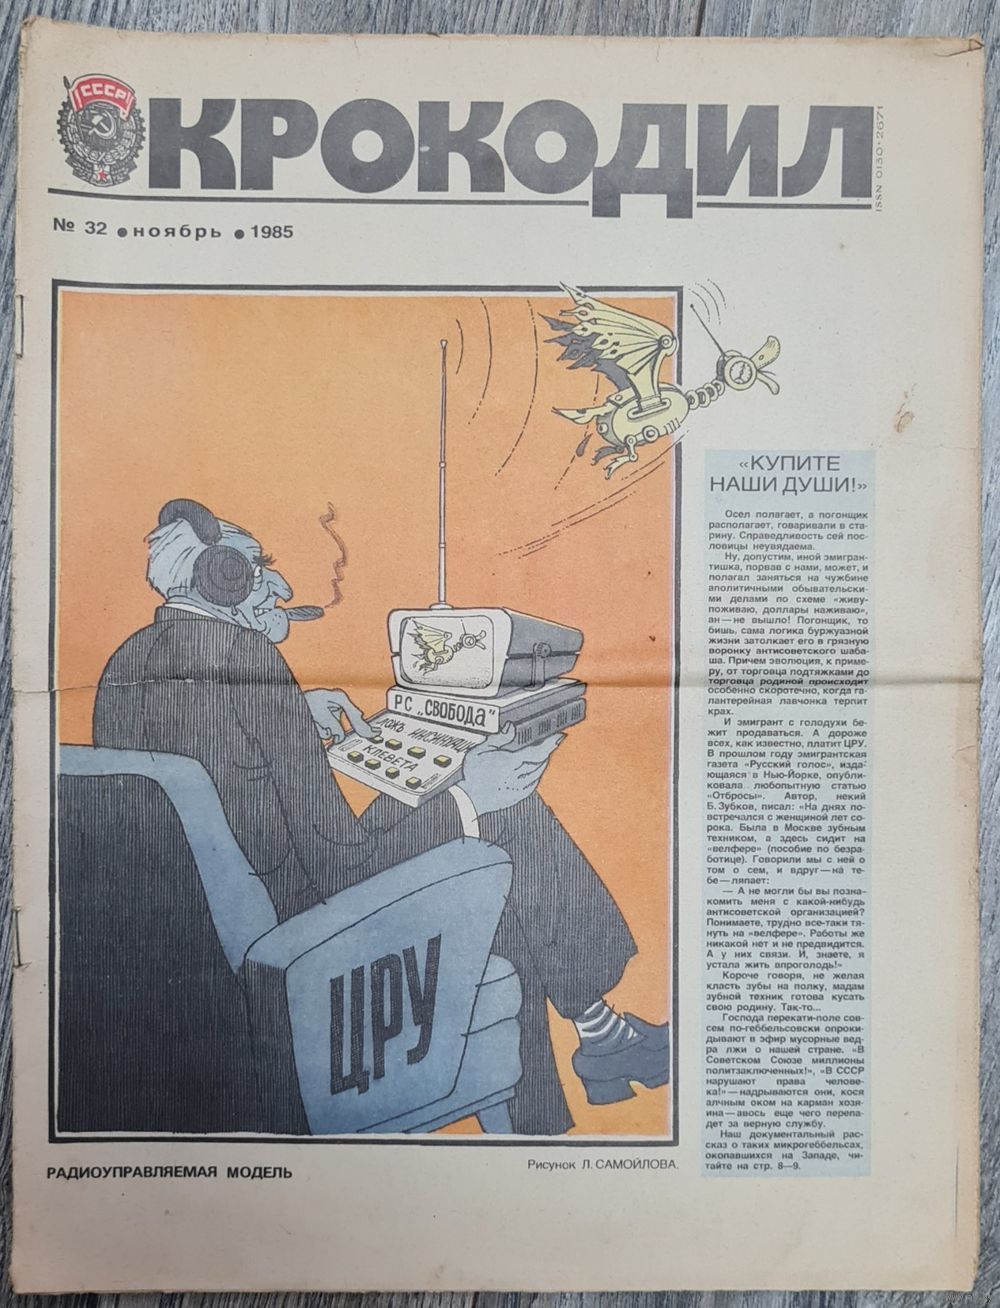 СССР
КРОКОДИЛ
ISSN 0130-2671
№ 32 ● ноябрь ● 1985
РС „СВОБОДА"
ЛОЖЬ ИНСИНУАЦИИ
КЛЕВЕТА
ЦРУ
РАДИОУПРАВЛЯЕМАЯ МОДЕЛЬ
Рисунок Л. САМОЙЛОВА.
«КУПИТЕ
НАШИ ДУШИ!»
Осел полагает, а погонщик
располагает, говаривали в ста-
рину. Справедливость сей пос-
ловицы неувядаема.
Ну, допустим, иной эмигран-
тишка, порвав с нами, может, и
полагал заняться на чужбине
аполитичными обывательски-
ми делами по схеме «живу-
поживаю, доллары наживаю»,
ан — не вышло! Погонщик, то
бишь, сама логика буржуазной
жизни затолкает его в грязную
воронку антисоветского шаба-
ша. Причем эволюция, к приме-
ру, от торговца подтяжками до
торговца родиной происходит
особенно скоротечно, когда га-
лантерейная лавчонка терпит
крах.
И эмигрант с голодухи бе-
жит продаваться. А дороже
всех, как известно, платит ЦРУ.
В прошлом году эмигрантская
газета «Русский голос», изда-
ющаяся в Нью-Йорке, опубли-
ковала любопытную статью
«Отбросы». Автор, некий
Б. Зубков, писал: «На днях по-
встречался с женщиной лет со-
рока. Была в Москве зубным
техником, а здесь сидит на
«велфере» (пособие по безра-
ботице). Говорили мы с ней о
том о сем, и вдруг — на те-
бе — ляпает:
— А не могли бы вы позна-
комить меня с какой-нибудь
антисоветской организацией?
Понимаете, трудно все-таки тя-
нуть на «велфере». Работы же
никакой нет и не предвидится.
А у них связи. И, знаете, я
устала жить впроголодь!»
Короче говоря, не желая
класть зубы на полку, мадам
зубной техник готова кусать
свою родину. Так-то...
Господа перекати-поле сов-
сем по-геббельсовски опроки-
дывают в эфир мусорные вед-
ра лжи о нашей стране. «В
Советском Союзе миллионы
политзаключенных!», «В СССР
нарушают права челове-
ка!» — надрываются они, кося
алчным оком на карман хозя-
ина — авось еще чего перепа-
дет за верную службу.
Наш документальный рас-
сказ о таких микрогеббельсах,
окопавшихся на Западе, чи-
тайте на стр. 8—9.